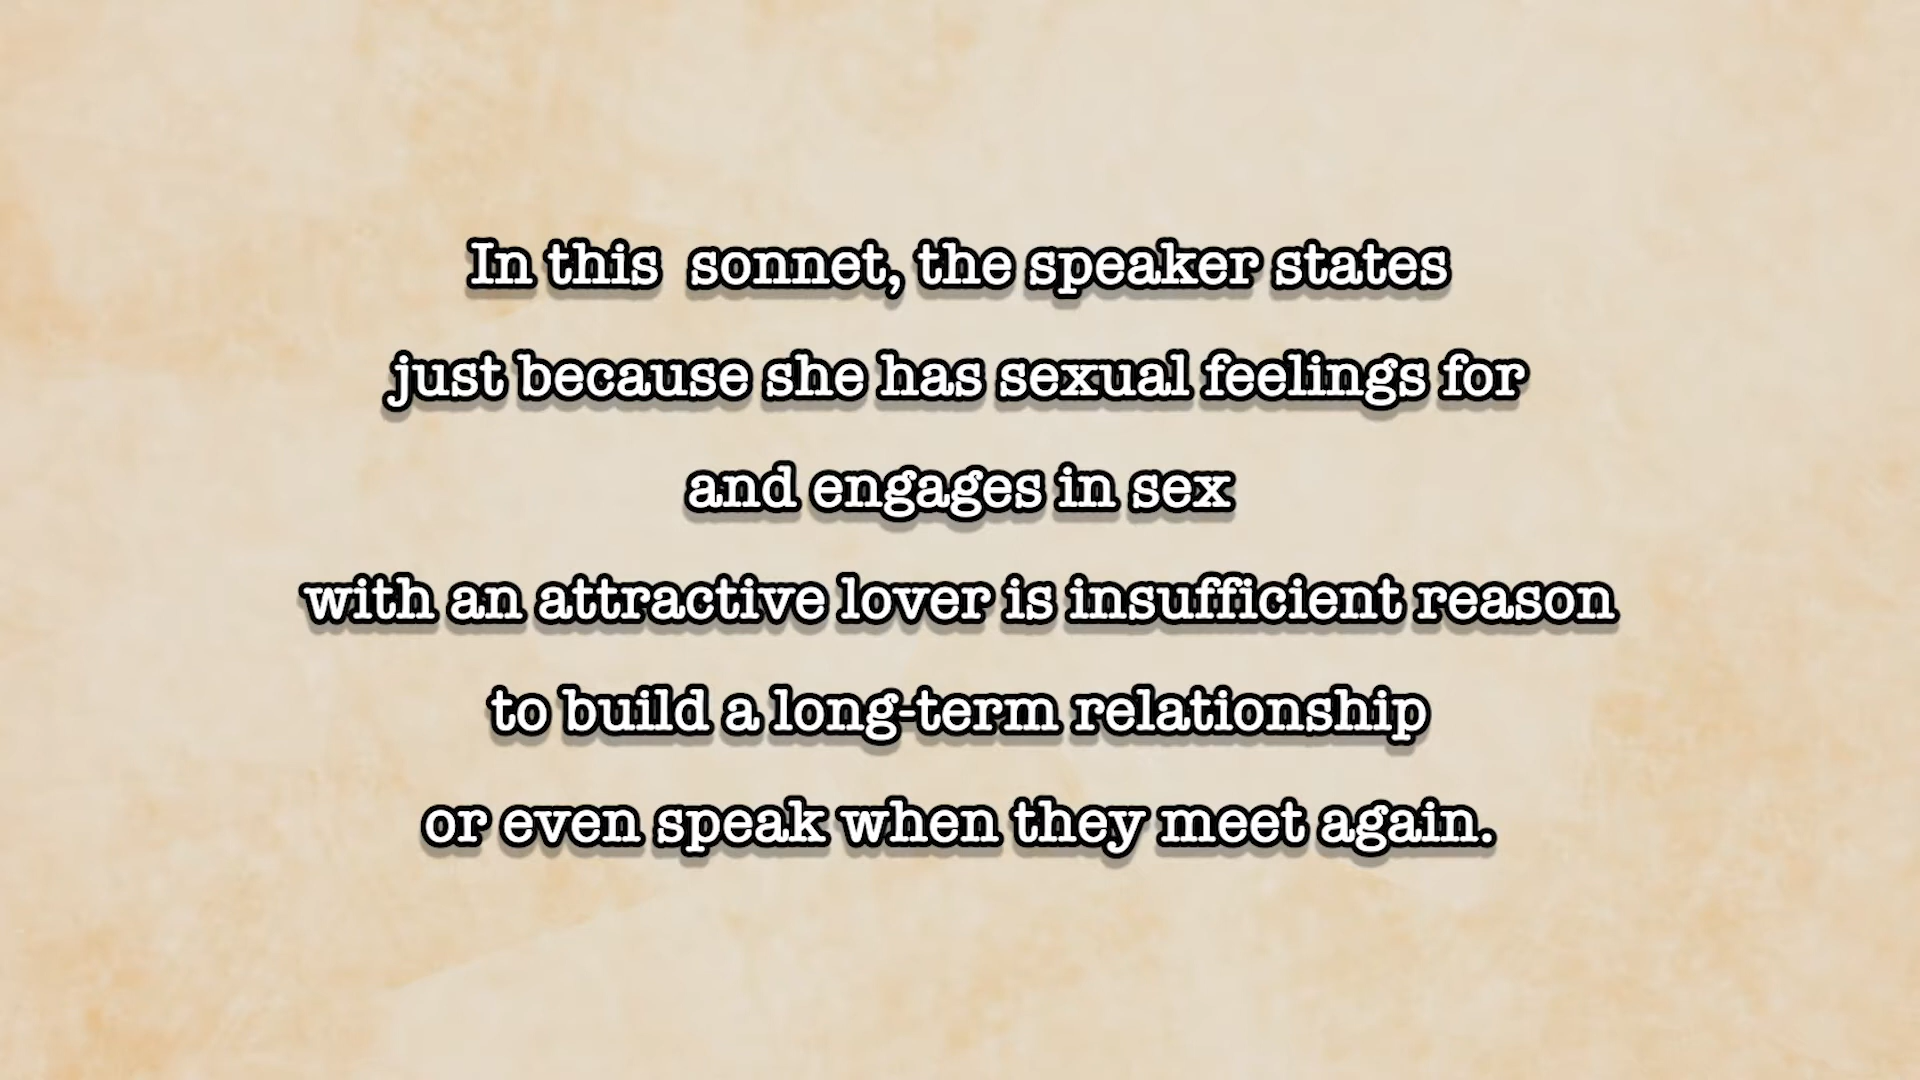 In this  sonnet, the speaker states
just because she has sexual feelings for
and engages in sex
with an attractive lover is insufficient reason
to build a long-term relationship
or even speak when they meet again.